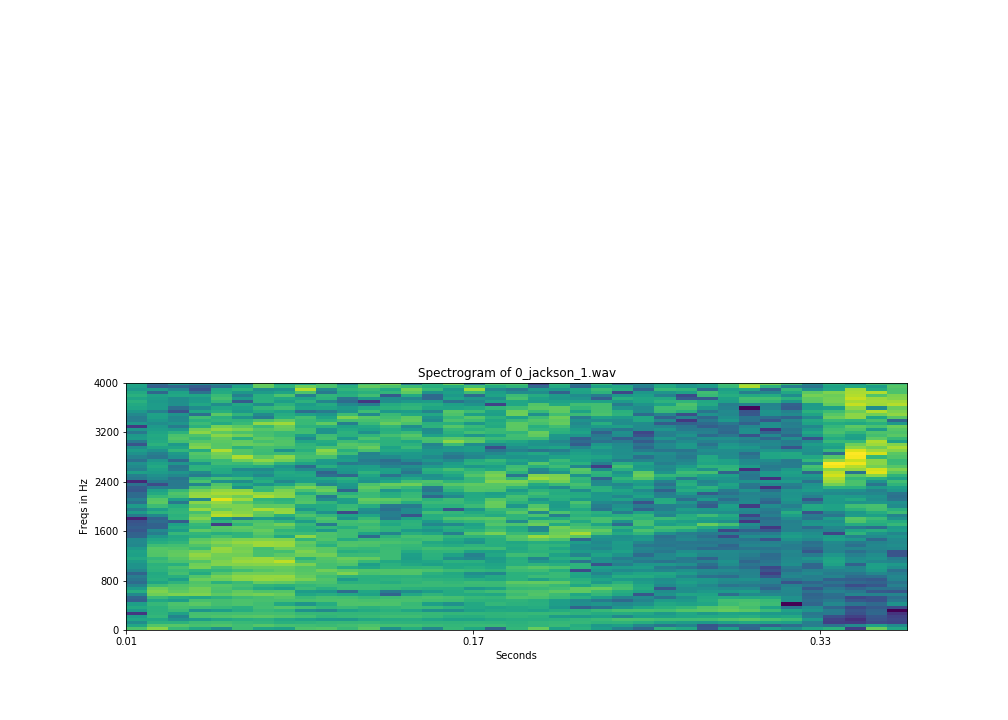 Spectrogram of 0_jackson_1.wav
4000
3200
2400
1600
800
0
Freqs in Hz
0.01 0.17 0.33
Seconds